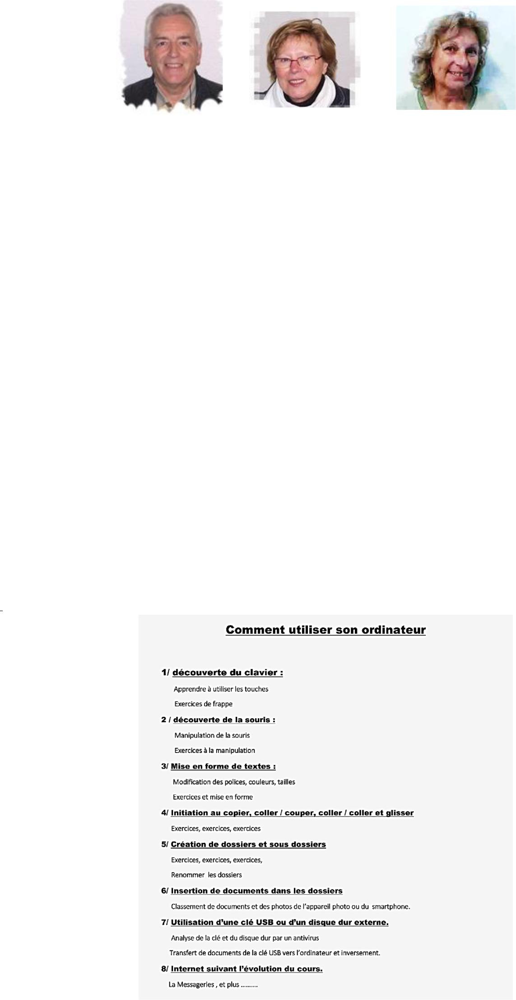 Comment utiliser son ordinateur
1/ découverte du clavier :
Apprendre à utiliser les touches
Exercices de frappe
2 / découverte de la souris :
Manipulation de la souris
Exercices à la manipulation
3/ Mise en forme de textes :
Modification des polices, couleurs, tailles
Exercices et mise en forme
4/ Initiation au copier, coller / couper, coller / coller et glisser
Exercices, exercices, exercices
5/ Création de dossiers et sous dossiers
Exercices, exercices, exercices,
Renommer les dossiers
6/ Insertion de documents dans les dossiers
Classement de documents et des photos de l'appareil photo ou du smartphone.
7/ Utilisation d'une clé USB ou d'un disque dur externe.
Analyse de la clé et du disque dur par un antivirus
Transfert de documents de la clé USB vers l'ordinateur et inversement.
8/ Internet suivant l'évolution du cours.
La Messageries , et plus ..........